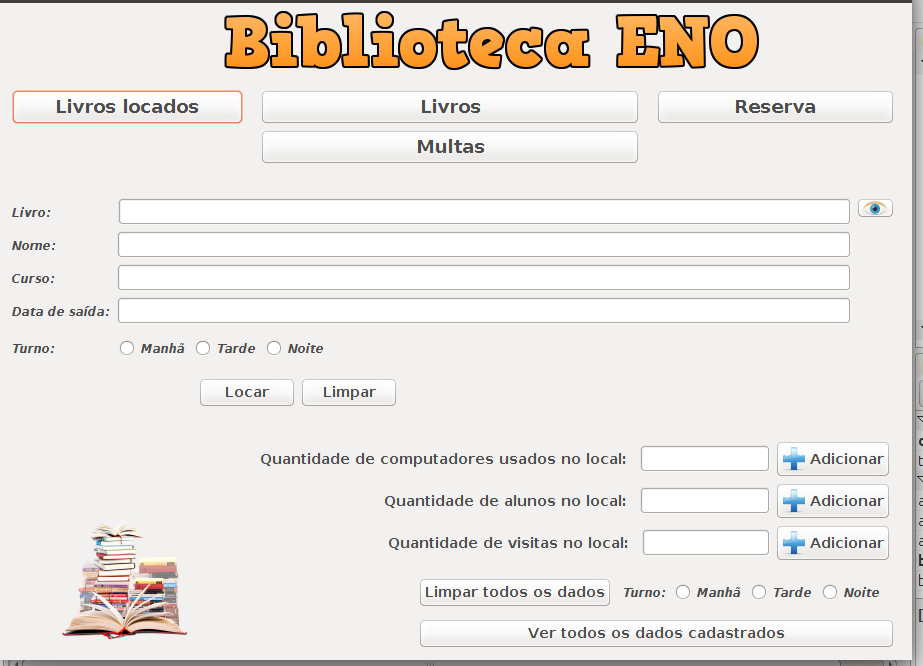 Biblioteca ENO
Livros locados Livros Reserva
Multas
Livro:
Nome:
Curso:
Data de saída:
Turno: Manhã Tarde Noite
Locar Limpar
Quantidade de computadores usados no local: Adicionar
Quantidade de alunos no local: Adicionar
Quantidade de visitas no local: Adicionar
Limpar todos os dados Turno: Manhã Tarde Noite
Ver todos os dados cadastrados